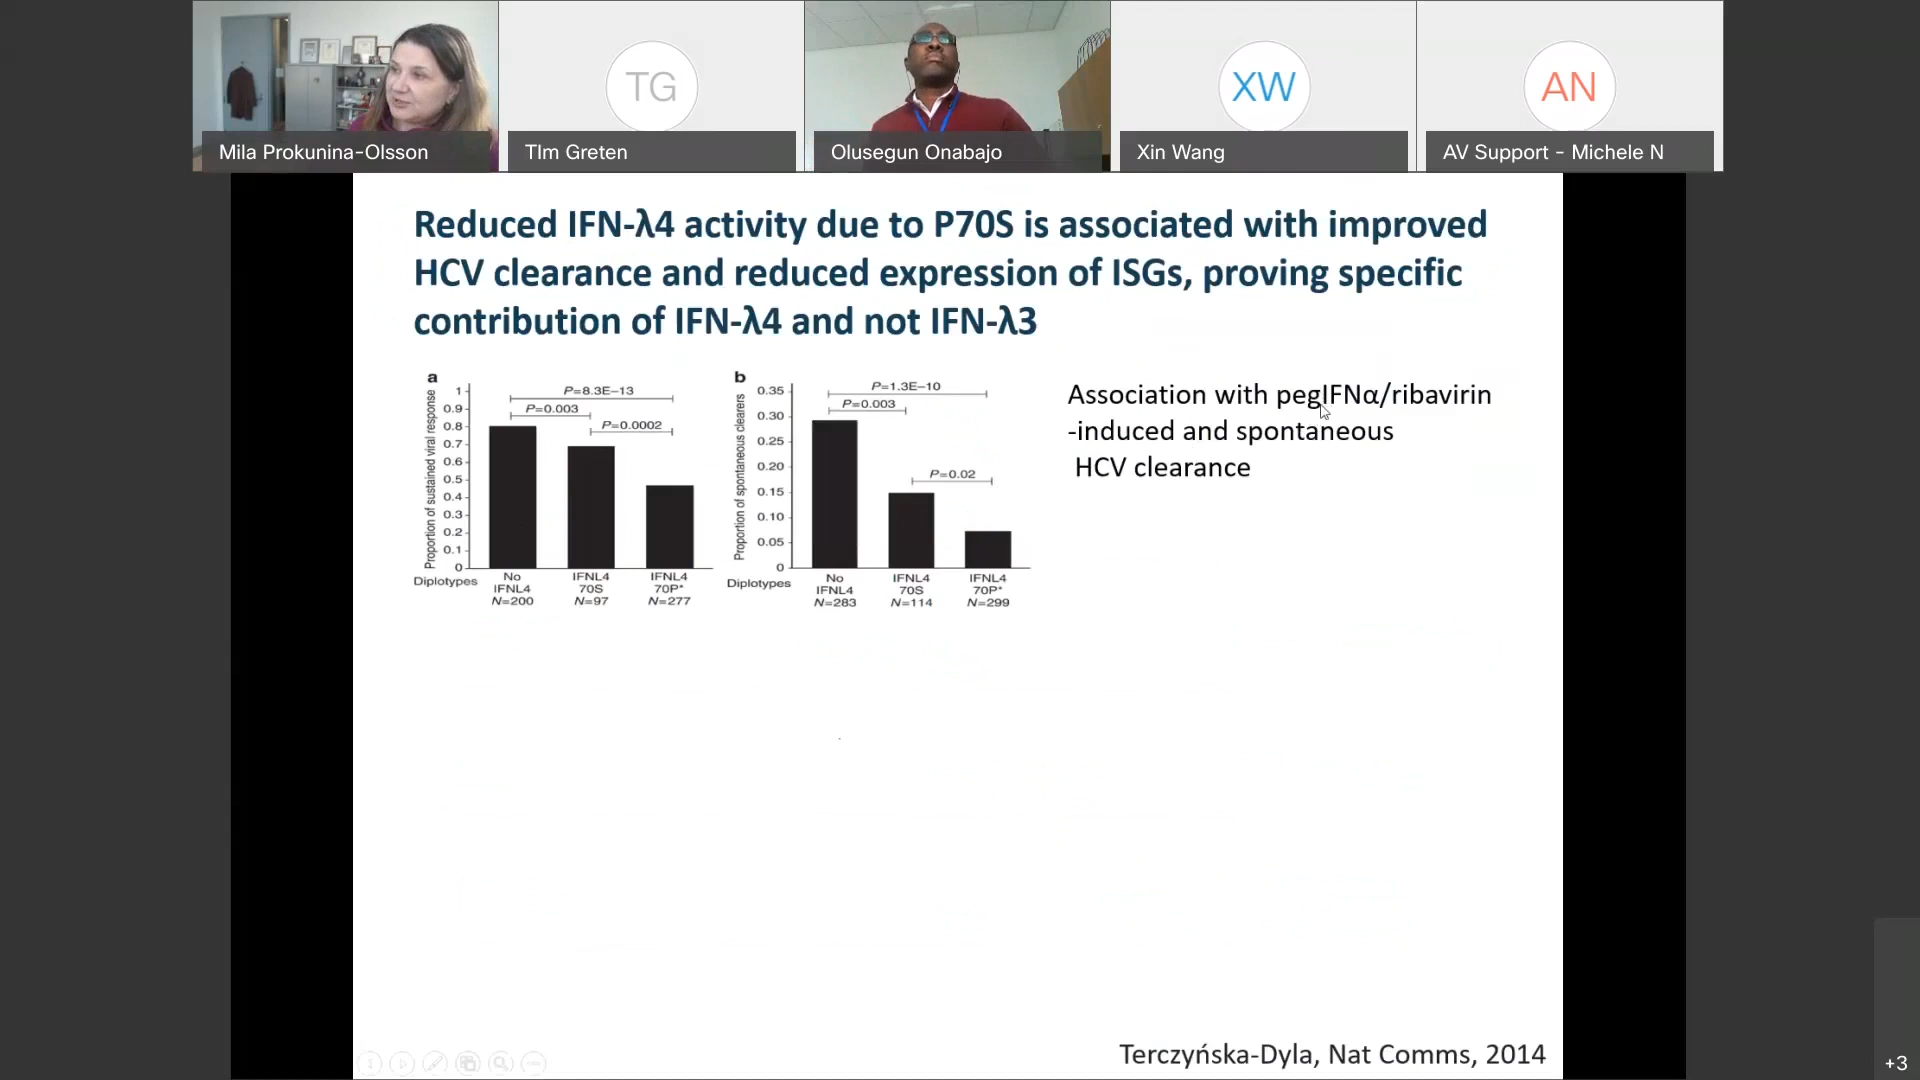 TG
XW
AN
Mila Prokunina-Olsson
TIm Greten
Olusegun Onabajo
Xin Wang
AV Support - Michele N
Reduced IFN-λ4 activity due to P70S is associated with improved
HCV clearance and reduced expression of ISGs, proving specific
contribution of IFN-λ4 and not IFN-λ3
a
Proportion of sustained viral response
1
0.9
0.8
0.7
0.6
0.5
0.4
0.3
0.2
0.1
0
P=8.3E–13
P=0.003
P=0.0002
Diplotypes
No
IFNL4
N=200
IFNL4
70S
N=97
IFNL4
70P*
N=277
b
Proportion of spontaneous clearers
0.35
0.30
0.25
0.20
0.15
0.10
0.05
0
P=1.3E–10
P=0.003
P=0.02
Diplotypes
No
IFNL4
N=283
IFNL4
70S
N=114
IFNL4
70P*
N=299
Association with pegIFNα/ribavirin
-induced and spontaneous
HCV clearance
Terczyńska-Dyla, Nat Comms, 2014
+3